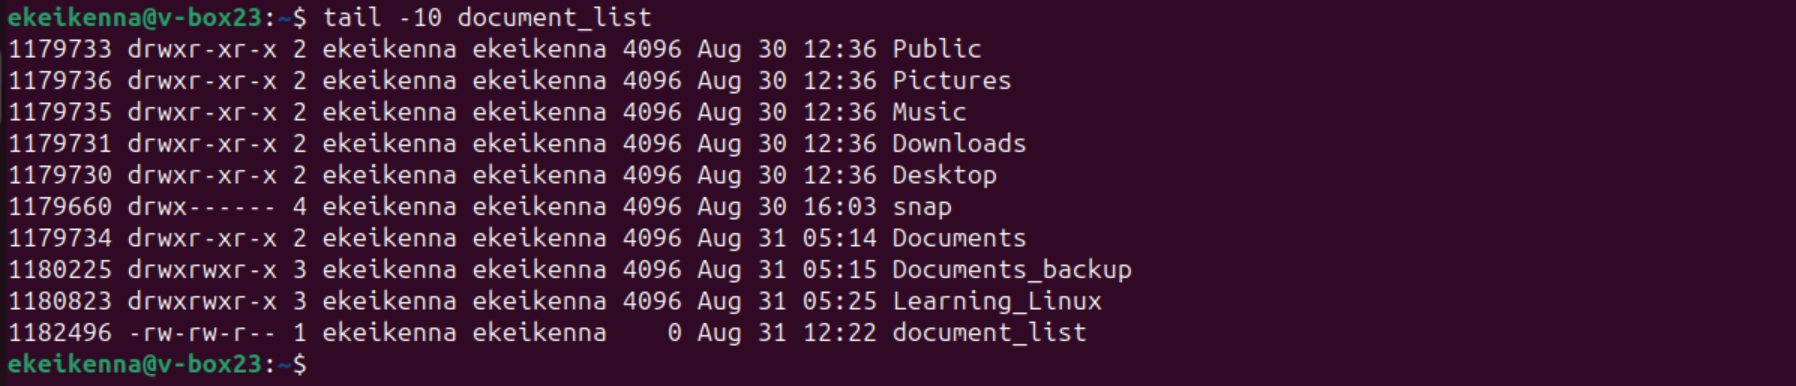 ekeikenna@v-box23:~$ tail -10 document_list
1179733 drwxr-xr-x 2 ekeikenna ekeikenna 4096 Aug 30 12:36 Public
1179736 drwxr-xr-x 2 ekeikenna ekeikenna 4096 Aug 30 12:36 Pictures
1179735 drwxr-xr-x 2 ekeikenna ekeikenna 4096 Aug 30 12:36 Music
1179731 drwxr-xr-x 2 ekeikenna ekeikenna 4096 Aug 30 12:36 Downloads
1179730 drwxr-xr-x 2 ekeikenna ekeikenna 4096 Aug 30 12:36 Desktop
1179660 drwx------ 4 ekeikenna ekeikenna 4096 Aug 30 16:03 snap
1179734 drwxr-xr-x 2 ekeikenna ekeikenna 4096 Aug 31 05:14 Documents
1180225 drwxrwxr-x 3 ekeikenna ekeikenna 4096 Aug 31 05:15 Documents_backup
1180823 drwxrwxr-x 3 ekeikenna ekeikenna 4096 Aug 31 05:25 Learning_Linux
1182496 -rw-rw-r-- 1 ekeikenna ekeikenna    0 Aug 31 12:22 document_list
ekeikenna@v-box23:~$